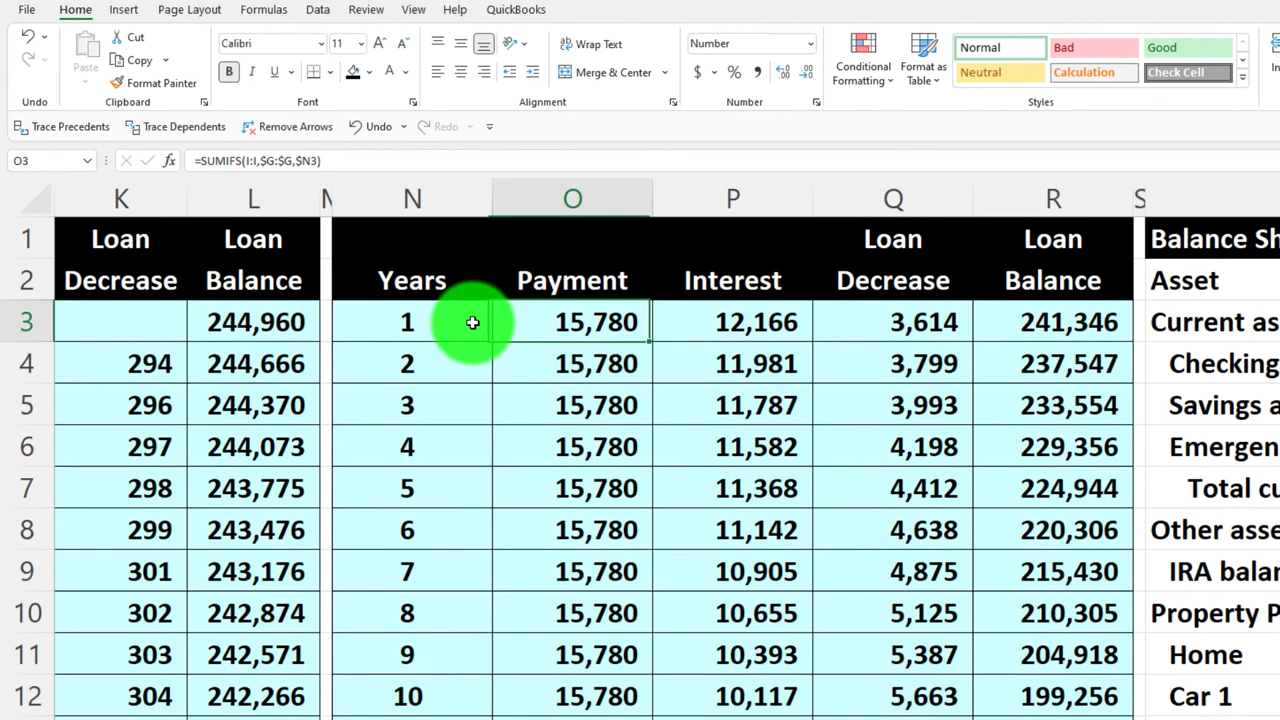 File Home Insert Page Layout Formulas Data Review View Help QuickBooks
Cut
Copy
Format Painter
Paste
Calibri 11
B I U
Wrap Text
Merge & Center
Number
$ %
Conditional Formatting
Format as Table
Normal Bad Good
Neutral Calculation Check Cell
Undo Clipboard Font Alignment Number Styles
Trace Precedents Trace Dependents Remove Arrows Undo Redo
O3 fx =SUMIFS(I:I,$G:$G,$N3)
K L N O P Q R S
1 Loan Loan Loan Loan Balance Sh
2 Decrease Balance Years Payment Interest Decrease Balance Asset
3 244,960 1 15,780 12,166 3,614 241,346 Current as
4 294 244,666 2 15,780 11,981 3,799 237,547 Checking
5 296 244,370 3 15,780 11,787 3,993 233,554 Savings a
6 297 244,073 4 15,780 11,582 4,198 229,356 Emergen
7 298 243,775 5 15,780 11,368 4,412 224,944 Total cu
8 299 243,476 6 15,780 11,142 4,638 220,306 Other asse
9 301 243,176 7 15,780 10,905 4,875 215,430 IRA balan
10 302 242,874 8 15,780 10,655 5,125 210,305 Property P
11 303 242,571 9 15,780 10,393 5,387 204,918 Home
12 304 242,266 10 15,780 10,117 5,663 199,256 Car 1